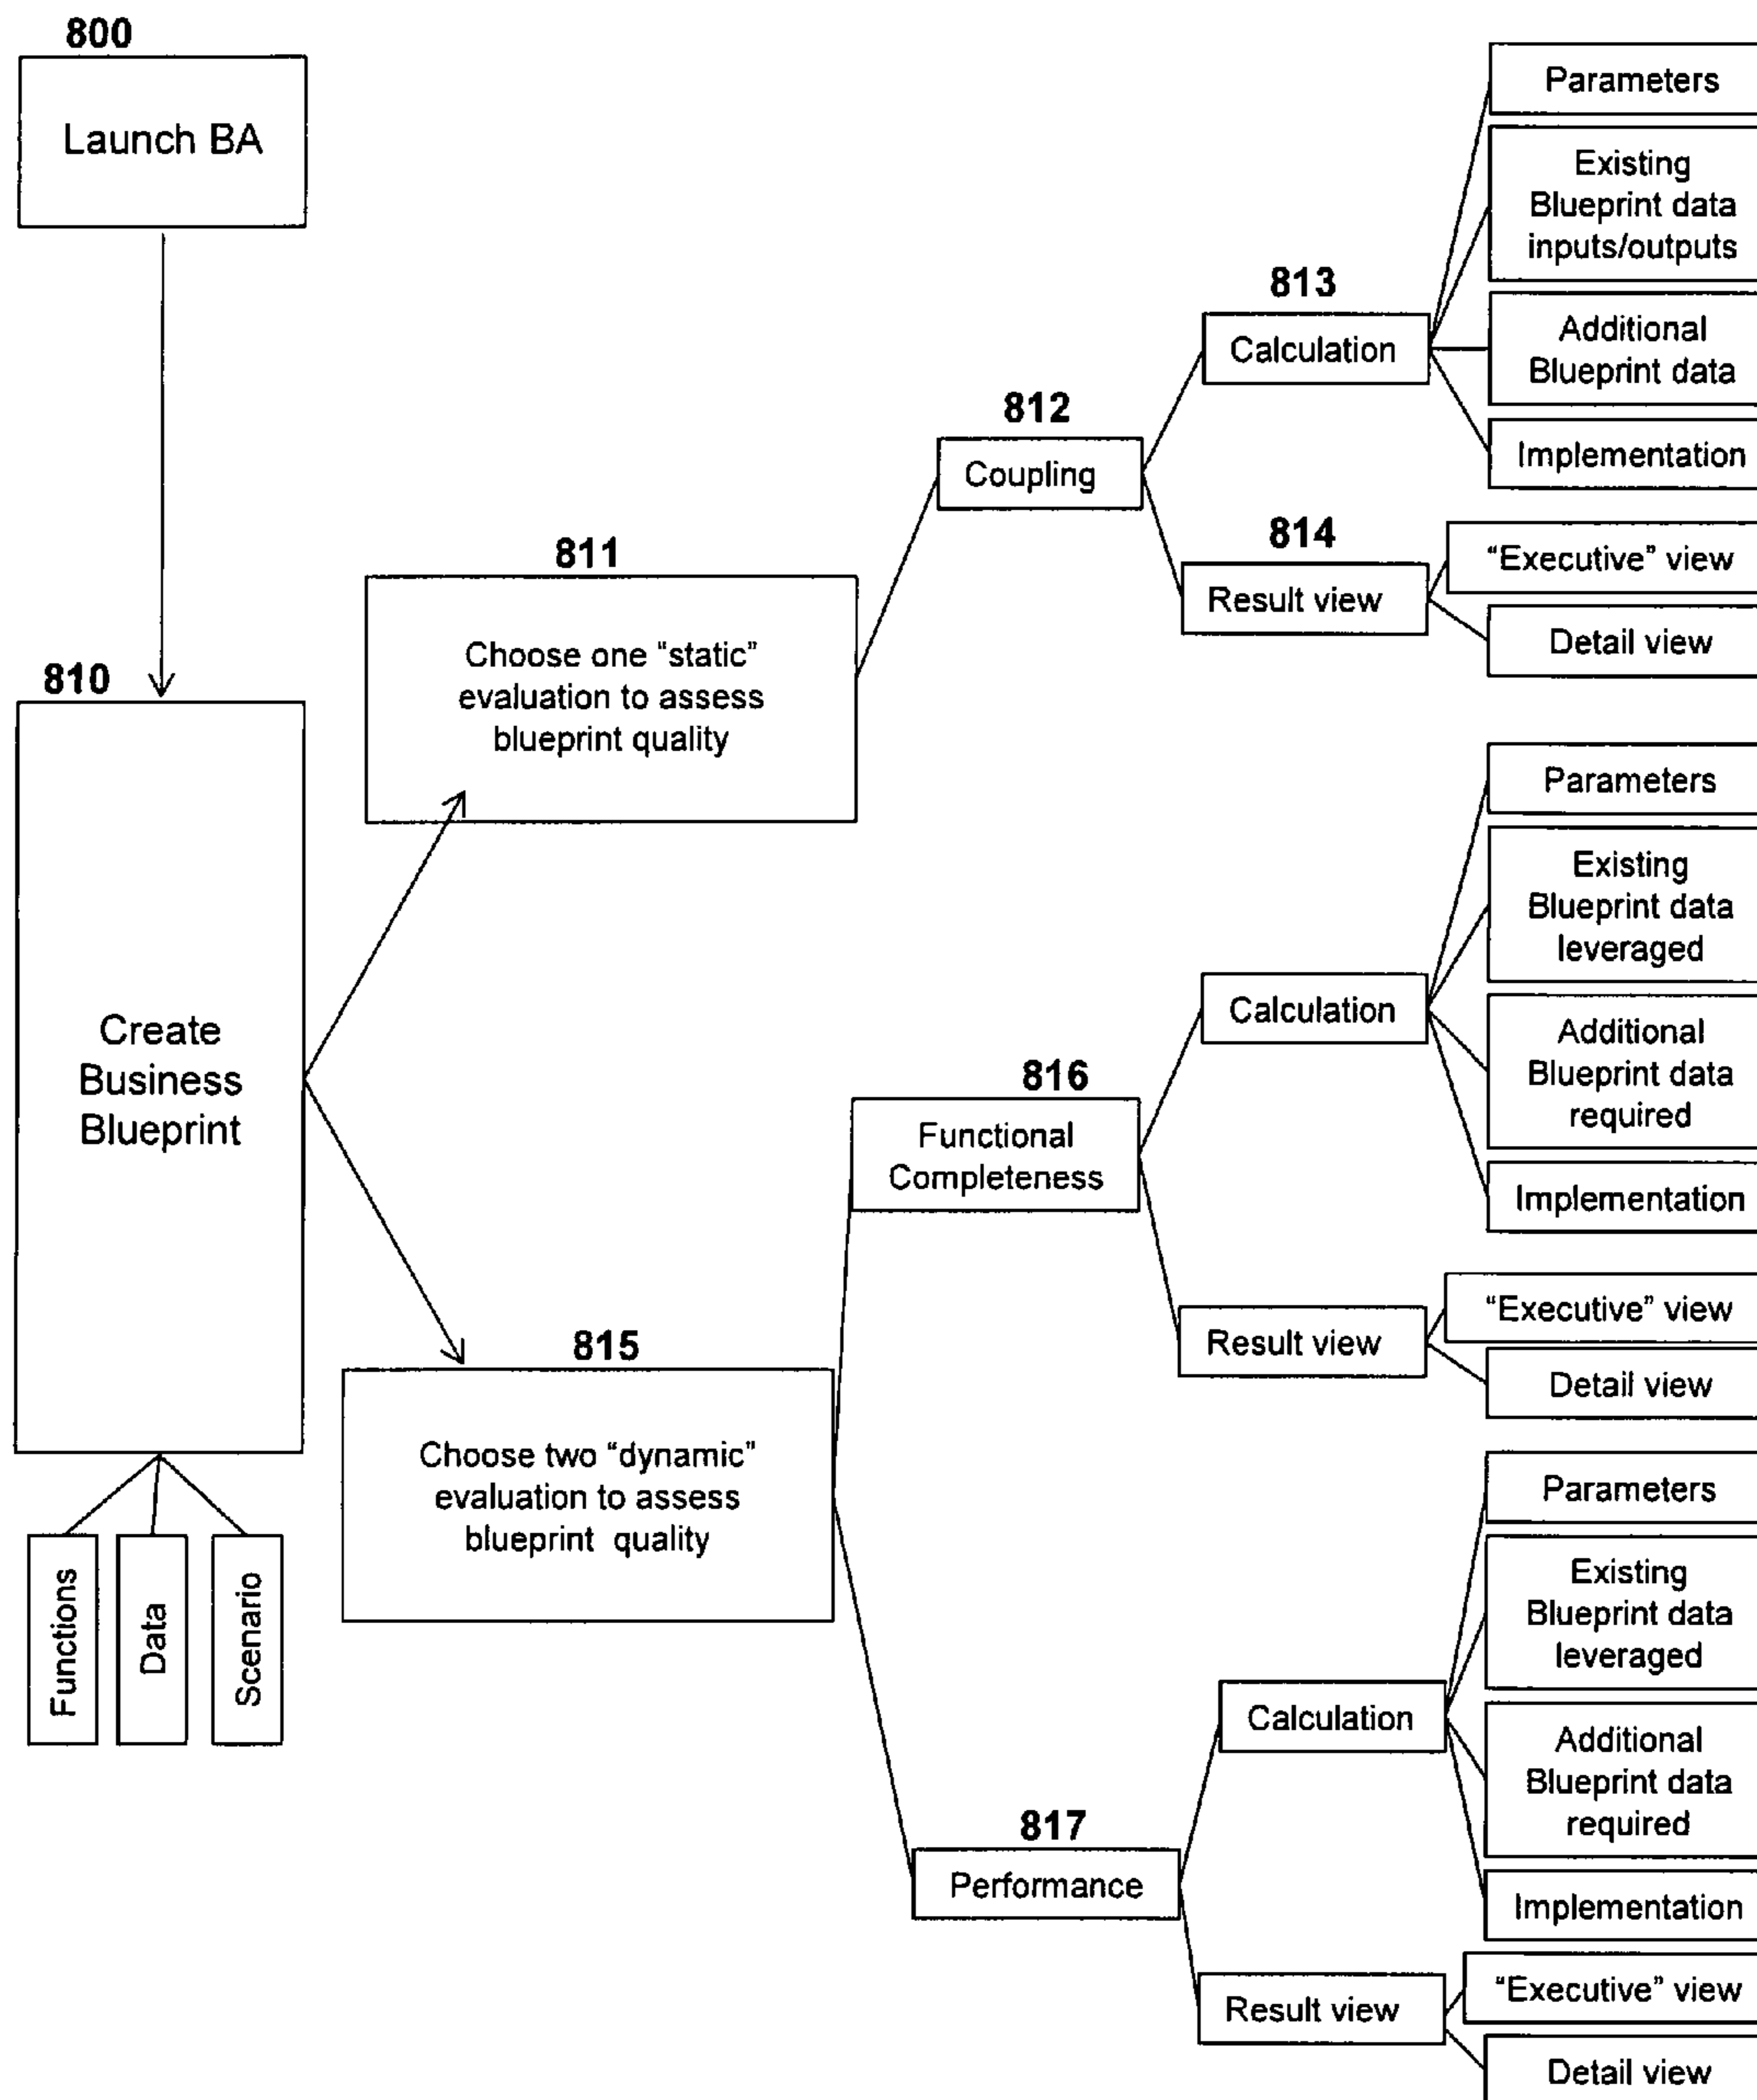 800
Launch BA
810
Create
Business
Blueprint
Functions
Data
Scenario
811
Choose one “static”
evaluation to assess
blueprint quality
812
Coupling
813
Calculation
Parameters
Existing
Blueprint data
inputs/outputs
Additional
Blueprint data
Implementation
814
Result view
“Executive” view
Detail view
815
Choose two “dynamic”
evaluation to assess
blueprint quality
816
Functional
Completeness
Calculation
Parameters
Existing
Blueprint data
leveraged
Additional
Blueprint data
required
Implementation
Result view
“Executive” view
Detail view
817
Performance
Calculation
Parameters
Existing
Blueprint data
leveraged
Additional
Blueprint data
required
Implementation
Result view
“Executive” view
Detail view